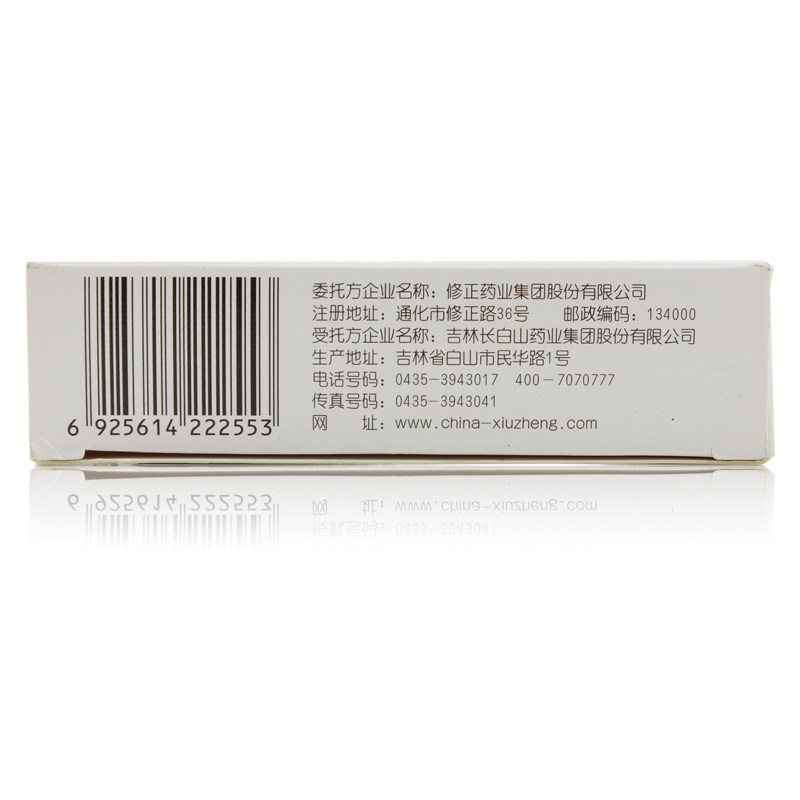 委托方企业名称：修正药业集团股份有限公司
注册地址：通化市修正路36号 邮政编码：134000
受托方企业名称：吉林长白山药业集团股份有限公司
生产地址：吉林省白山市民华路1号
电话号码：0435-3943017 400-7070777
传真号码：0435-3943041
网 址：www.china-xiuzheng.com
6 925614 222553